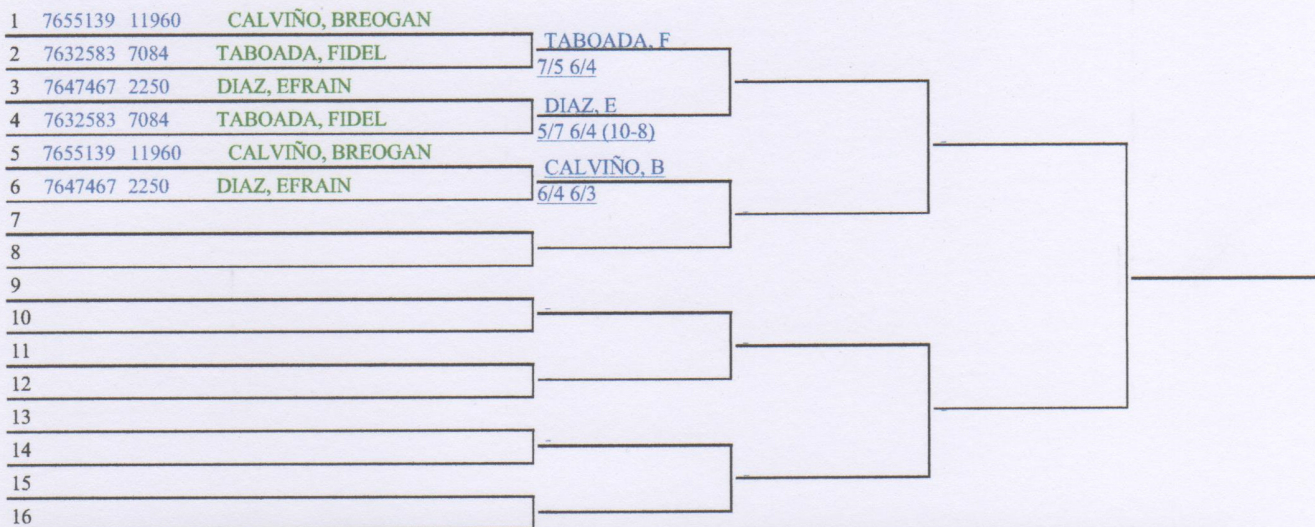 1 7655139 11960 CALVIÑO, BREOGAN
TABOADA, F
2 7632583 7084 TABOADA, FIDEL
7/5 6/4
3 7647467 2250 DIAZ, EFRAIN
DIAZ, E
4 7632583 7084 TABOADA, FIDEL
5/7 6/4 (10-8)
5 7655139 11960 CALVIÑO, BREOGAN
CALVIÑO, B
6 7647467 2250 DIAZ, EFRAIN
6/4 6/3
7
8
9
10
11
12
13
14
15
16